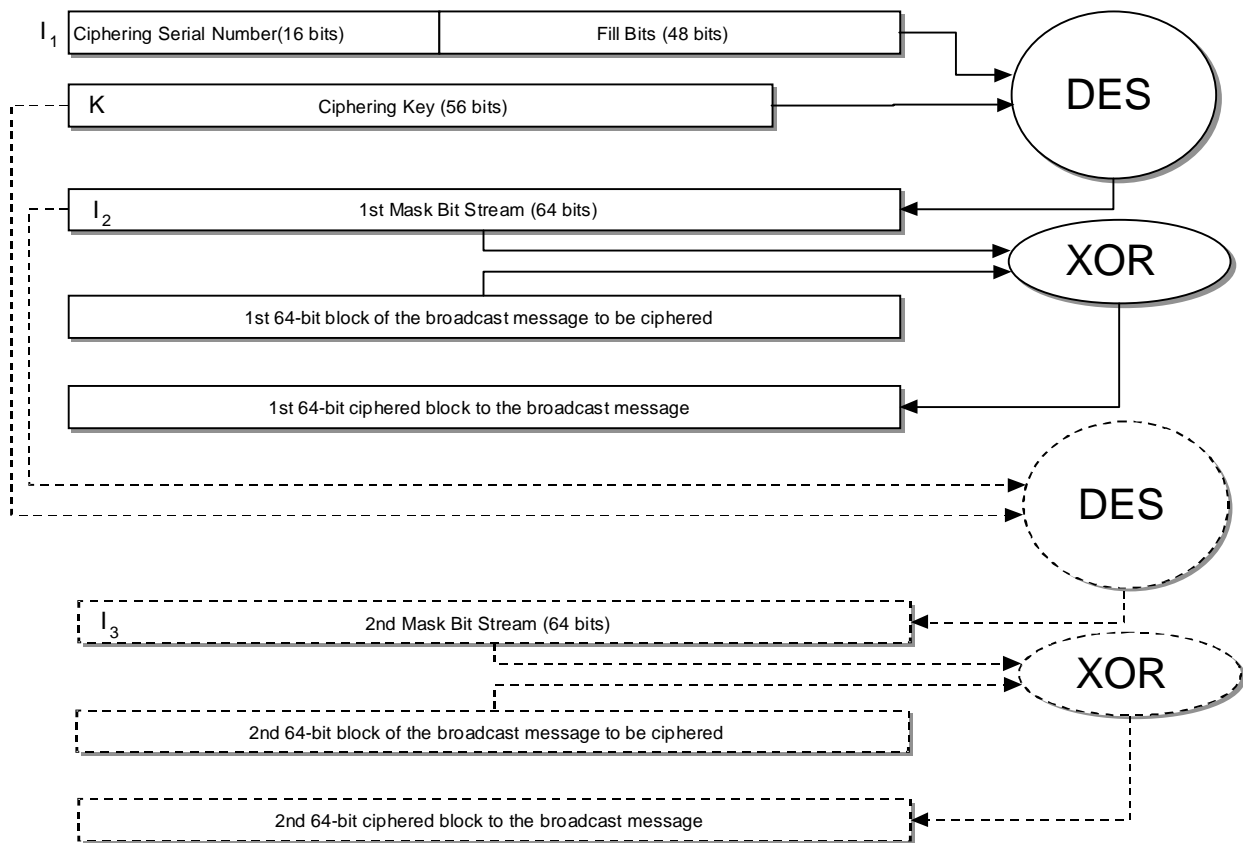 I1 Ciphering Serial Number(16 bits) Fill Bits (48 bits)
DES
K Ciphering Key (56 bits)
I2 1st Mask Bit Stream (64 bits)
XOR
1st 64-bit block of the broadcast message to be ciphered
1st 64-bit ciphered block to the broadcast message
DES
I3 2nd Mask Bit Stream (64 bits)
XOR
2nd 64-bit block of the broadcast message to be ciphered
2nd 64-bit ciphered block to the broadcast message